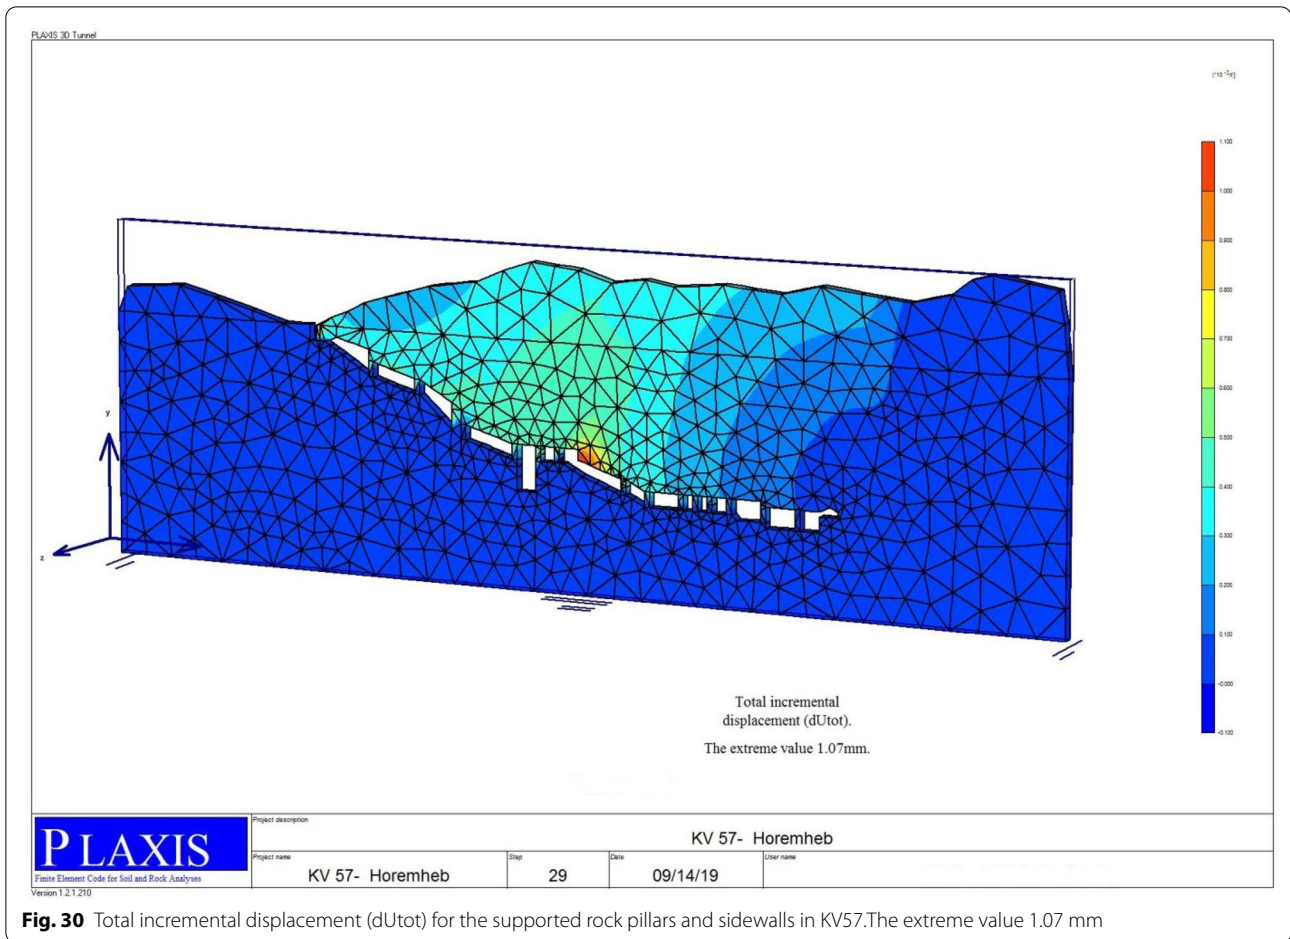 PLAXIS 3D Tunnel
[*10 -3 m]
1.100
1.000
0.900
0.800
0.700
0.600
0.500
0.400
0.300
0.200
0.100
-0.000
-0.100
y
z
Total incremental
displacement (dUtot).
The extreme value 1.07mm.
PLAXIS
Finite Element Code for Soil and Rock Analyses
Version 1.2.1.210
Project description
KV 57- Horemheb
Project name
KV 57- Horemheb
Step
29
Date
09/14/19
User name
Fig. 30 Total incremental displacement (dUtot) for the supported rock pillars and sidewalls in KV57.The extreme value 1.07 mm